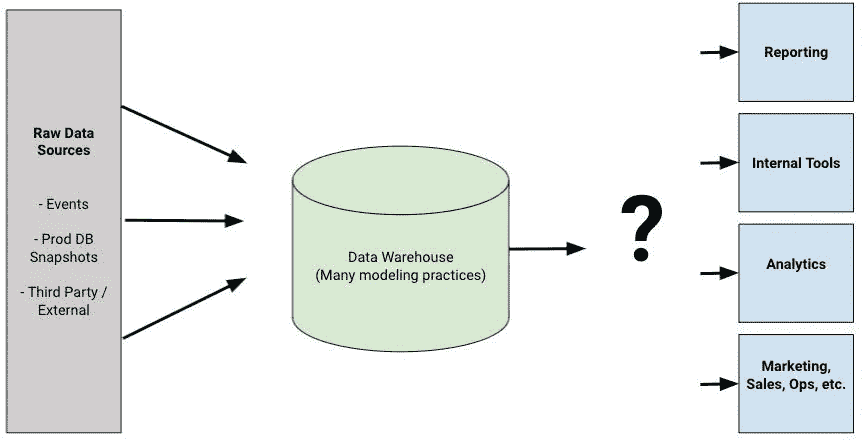 Raw Data
Sources
- Events
- Prod DB
Snapshots
- Third Party /
External
Data Warehouse
(Many modeling practices)
?
Reporting
Internal Tools
Analytics
Marketing,
Sales, Ops, etc.